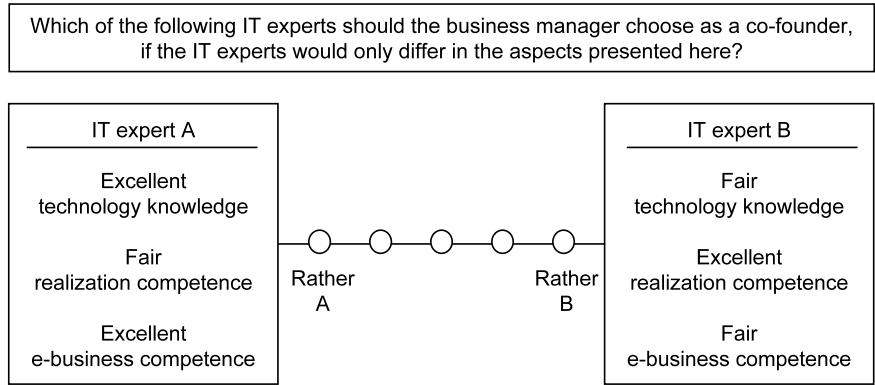 Which of the following IT experts should the business manager choose as a co-founder,
if the IT experts would only differ in the aspects presented here?
IT expert A
Excellent
technology knowledge
Fair
realization competence
Excellent
e-business competence
Rather
A
Rather
B
IT expert B
Fair
technology knowledge
Excellent
realization competence
Fair
e-business competence